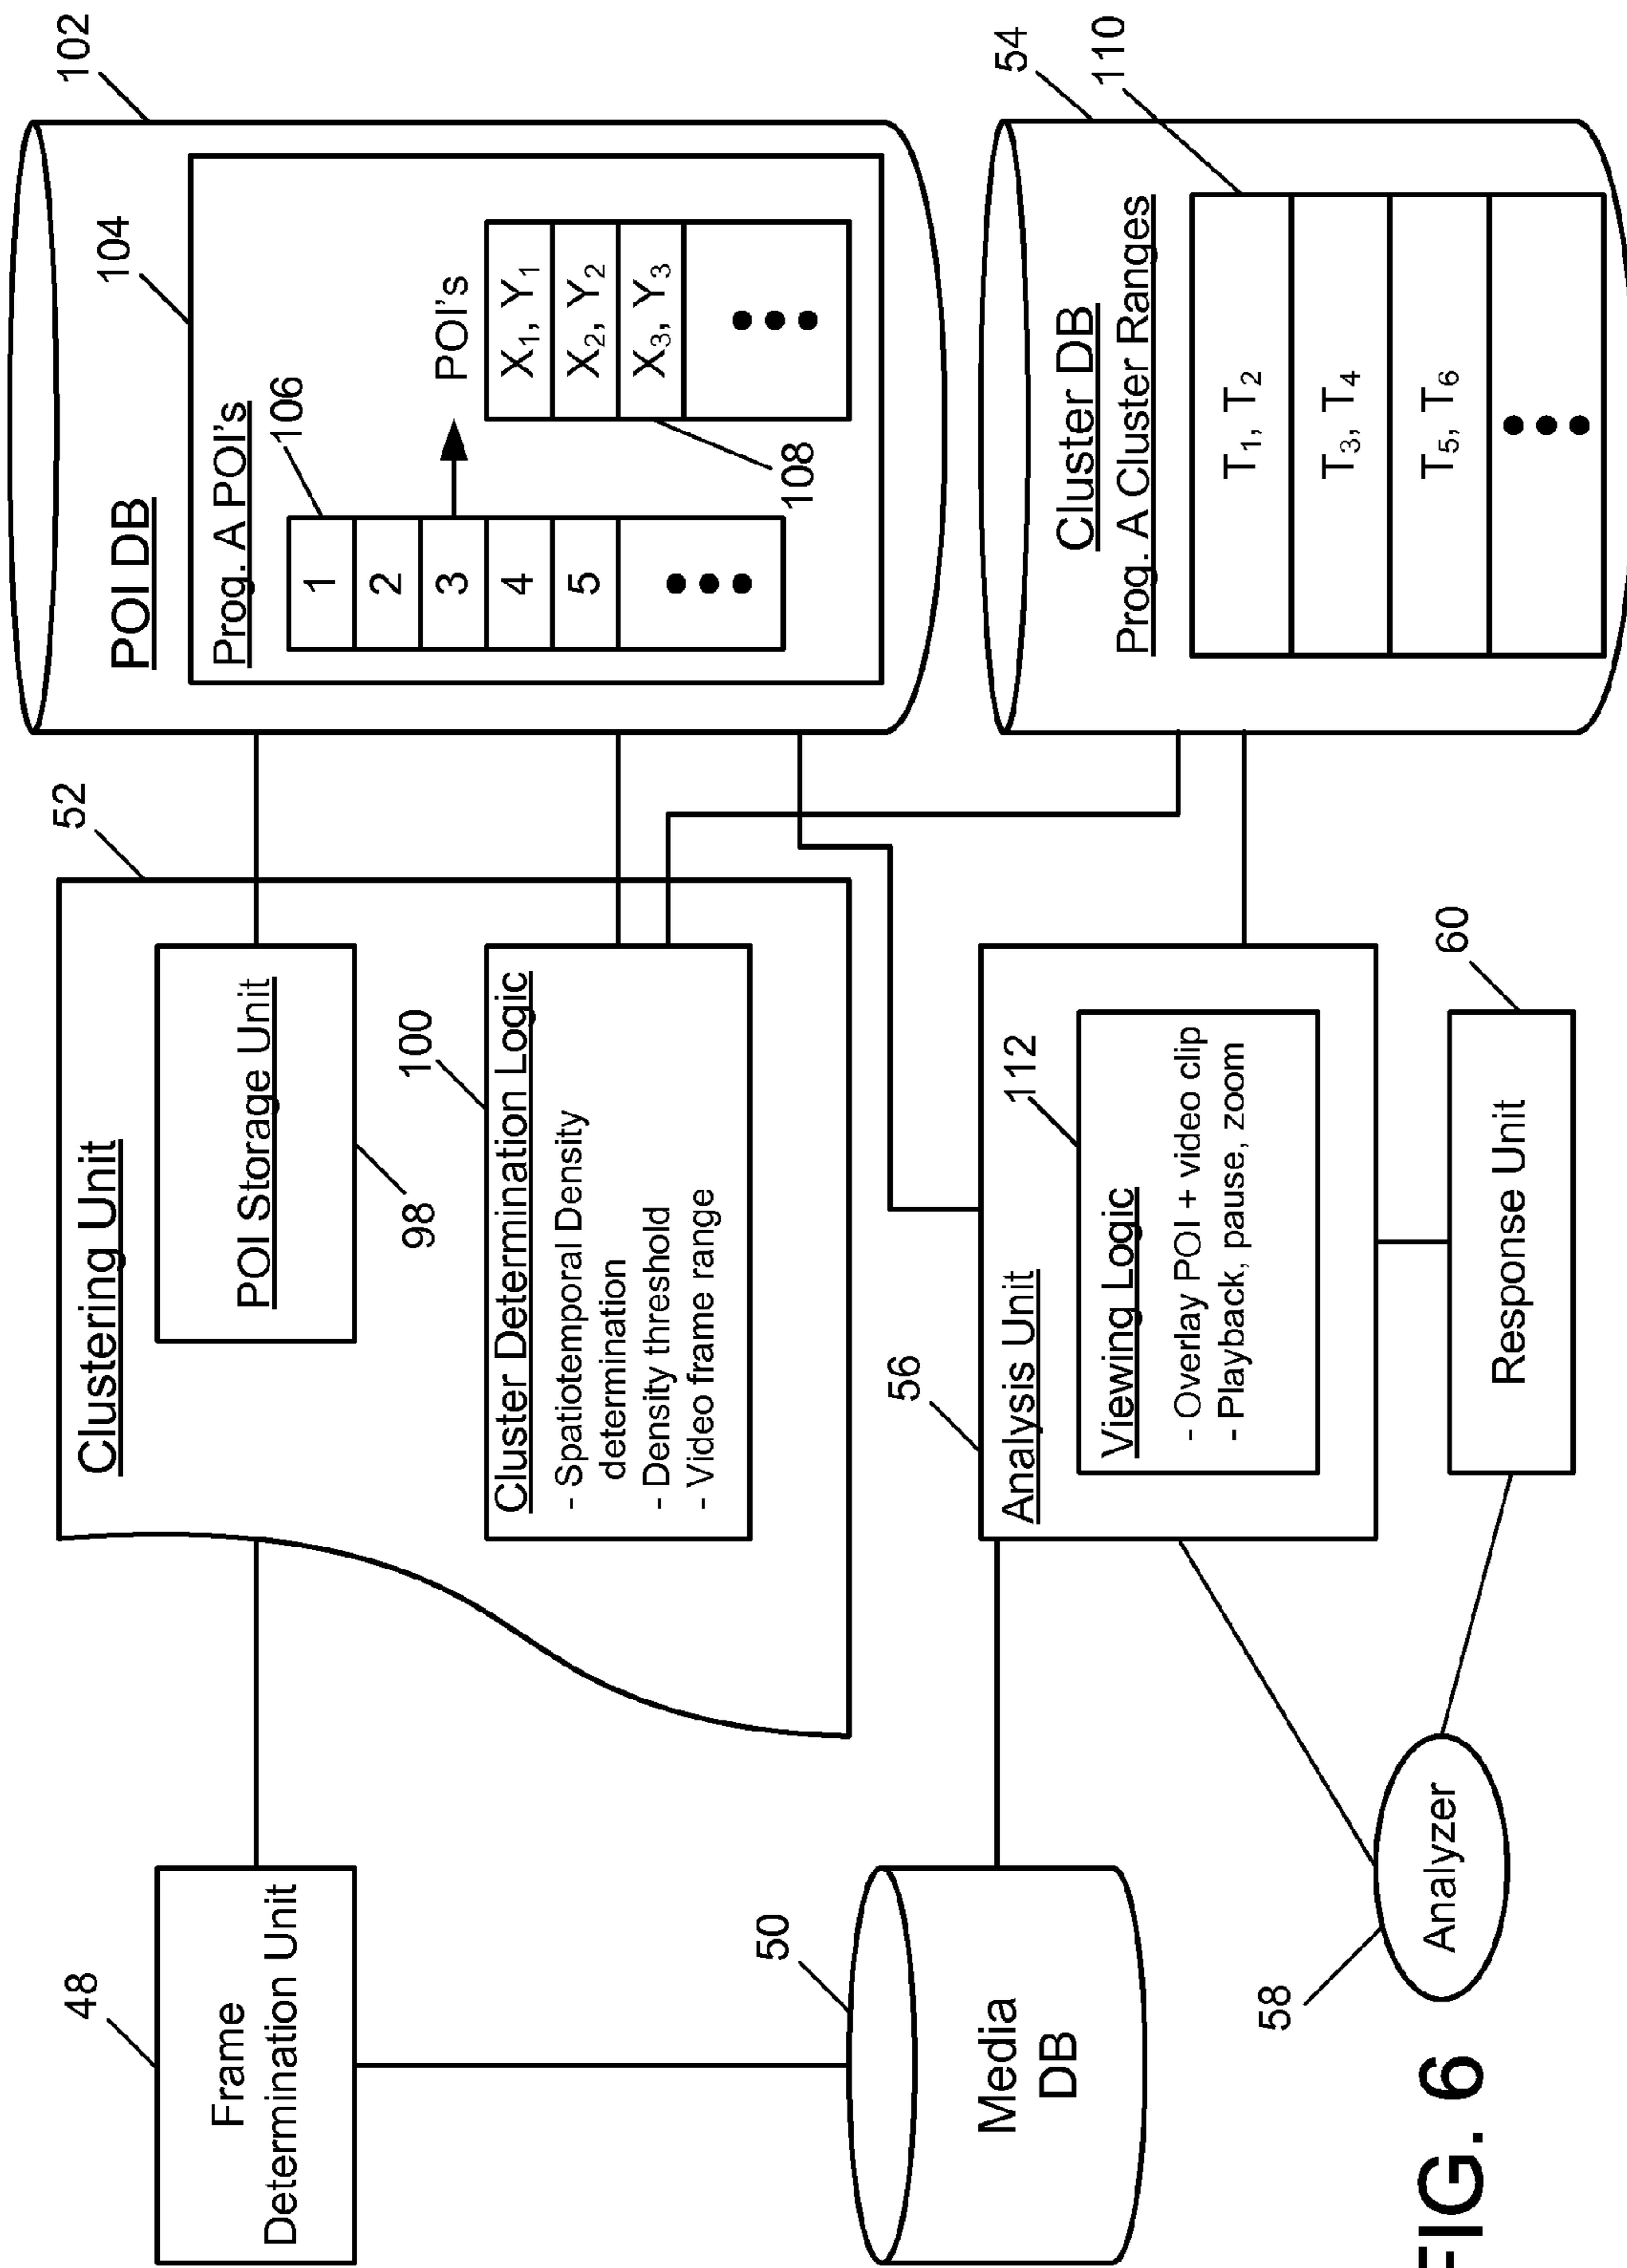 48
Frame
Determination Unit
50
Media
DB
52
Clustering Unit
POI Storage Unit
98
100
Cluster Determination Logic
- Spatiotemporal Density
determination
- Density threshold
- Video frame range
102
POI DB
104
Prog. A POI's
106
1
2
3
4
5
POI's
X1, Y1
X2, Y2
X3, Y3
108
56
Analysis Unit
112
Viewing Logic
- Overlay POI + video clip
- Playback, pause, zoom
58
Analyzer
60
Response Unit
54
Cluster DB
Prog. A Cluster Ranges
110
T1, T2
T3, T4
T5, T6
FIG. 6